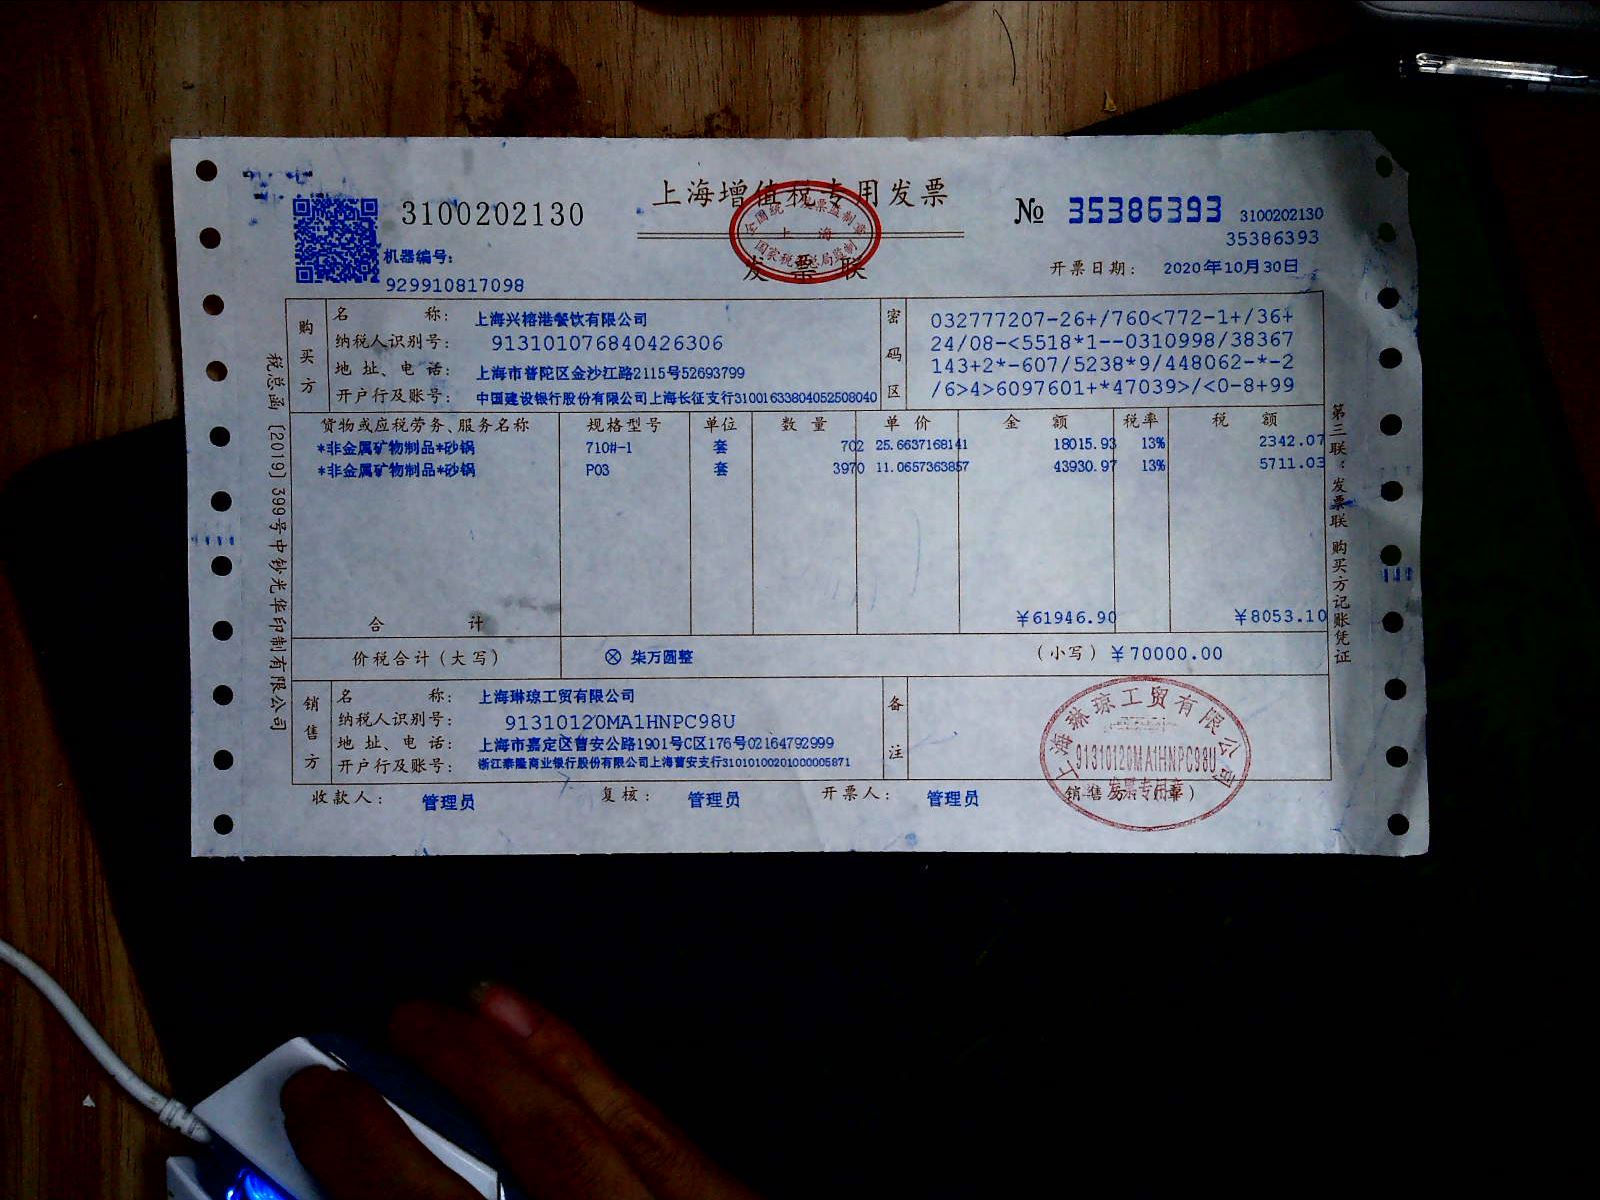 上海增值税专用发票
发票联
全国统一发票监制章
上海
国家税务总局监制
3100202130
机器编号:
929910817098
№ 35386393 3100202130
35386393
开票日期: 2020年10月30日
购买方
名称: 上海兴榕港餐饮有限公司
纳税人识别号: 913101076840426306
地址、电话: 上海市普陀区金沙江路2115号52693799
开户行及账号: 中国建设银行股份有限公司上海长征支行31001633804052508040
密码区
032777207-26+/760<772-1+/36+
24/08-<5518*1--0310998/38367
143+2*-607/5238*9/448062-*-2
/6>4>6097601+*47039>/<0-8+99
货物或应税劳务、服务名称 规格型号 单位 数量 单价 金额 税率 税额
*非金属矿物制品*砂锅 710#-1 套 702 25.6637168141 18015.93 13% 2342.07
*非金属矿物制品*砂锅 P03 套 3970 11.0657363857 43930.97 13% 5711.03
合计 ¥61946.90 ¥8053.10
价税合计(大写) ⊗ 柒万圆整 (小写) ¥70000.00
销售方
名称: 上海琳琼工贸有限公司
纳税人识别号: 91310120MA1HNPC98U
地址、电话: 上海市嘉定区曹安公路1901号C区176号02164792999
开户行及账号: 浙江泰隆商业银行股份有限公司上海曹安支行31010100201000005871
备注
收款人: 管理员 复核: 管理员 开票人: 管理员 销售方:(章)
上海琳琼工贸有限公司
91310120MA1HNPC98U
发票专用章
税总函〔2019〕399号中钞光华印制有限公司
第三联:发票联 购买方记账凭证